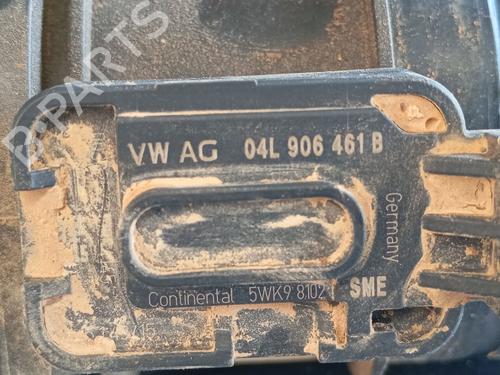 B-PARTS
VW AG 04L 906 461 B
Germany
Continental 5WK9 8102 SME